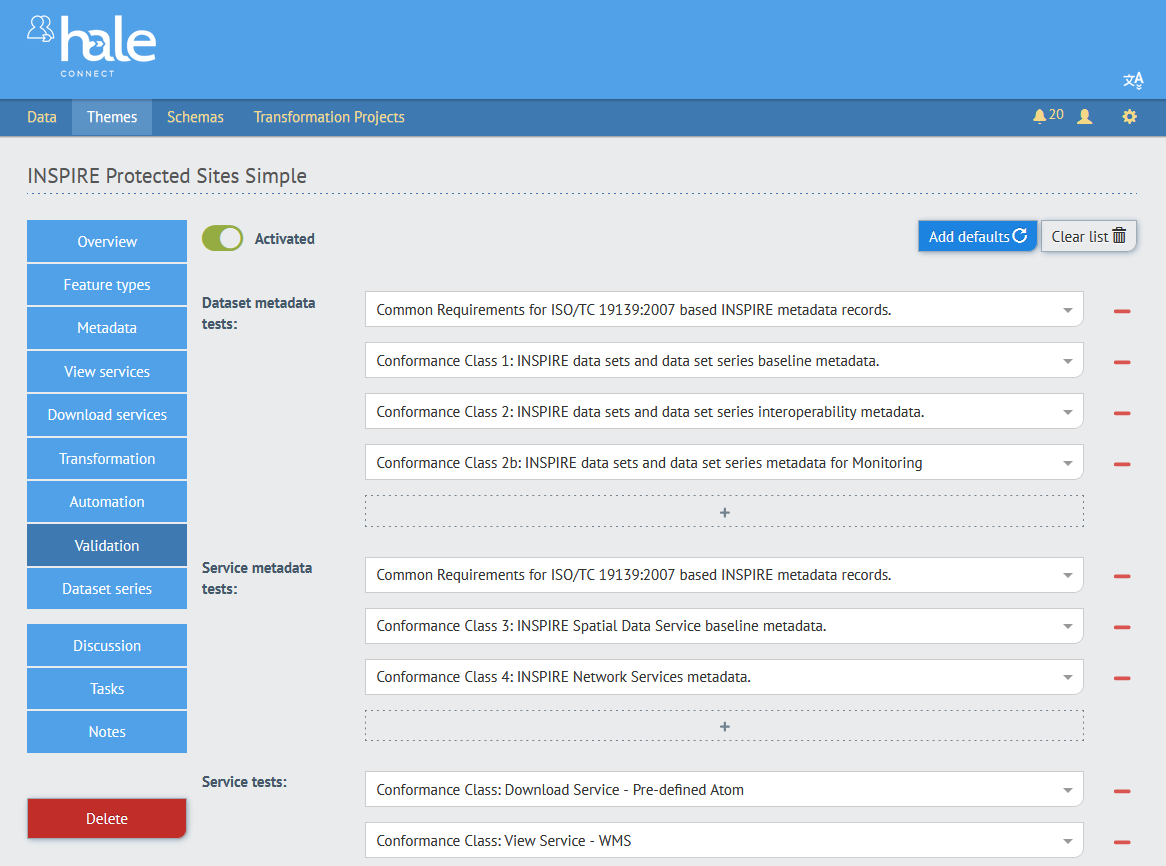 hale
CONNECT
Data Themes Schemas Transformation Projects 20
INSPIRE Protected Sites Simple
Overview
Feature types
Metadata
View services
Download services
Transformation
Automation
Validation
Dataset series
Discussion
Tasks
Notes
Delete
Activated
Add defaults
Clear list
Dataset metadata
tests:
Common Requirements for ISO/TC 19139:2007 based INSPIRE metadata records.
Conformance Class 1: INSPIRE data sets and data set series baseline metadata.
Conformance Class 2: INSPIRE data sets and data set series interoperability metadata.
Conformance Class 2b: INSPIRE data sets and data set series metadata for Monitoring
+
Service metadata
tests:
Common Requirements for ISO/TC 19139:2007 based INSPIRE metadata records.
Conformance Class 3: INSPIRE Spatial Data Service baseline metadata.
Conformance Class 4: INSPIRE Network Services metadata.
+
Service tests:
Conformance Class: Download Service - Pre-defined Atom
Conformance Class: View Service - WMS